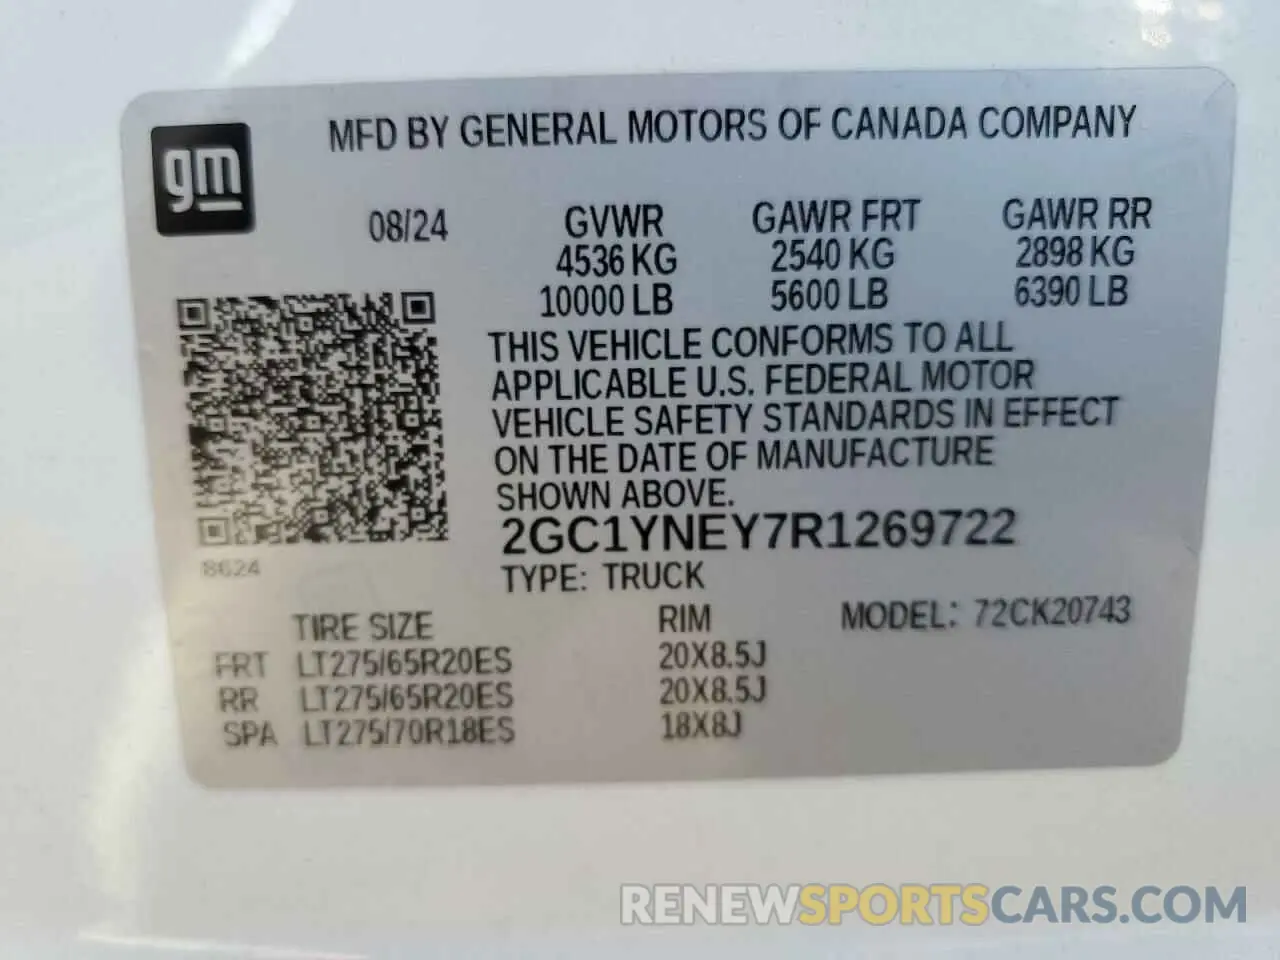 MFD BY GENERAL MOTORS OF CANADA COMPANY
gm
08/24 GVWR GAWR FRT GAWR RR
4536 KG 2540 KG 2898 KG
10000 LB 5600 LB 6390 LB
THIS VEHICLE CONFORMS TO ALL
APPLICABLE U.S. FEDERAL MOTOR
VEHICLE SAFETY STANDARDS IN EFFECT
ON THE DATE OF MANUFACTURE
SHOWN ABOVE.
2GC1YNEY7R1269722
8624
TYPE: TRUCK
TIRE SIZE RIM MODEL: 72CK20743
FRT LT275/65R20ES 20X8.5J
RR LT275/65R20ES 20X8.5J
SPA LT275/70R18ES 18X8J
RENEWSPORTSCARS.COM